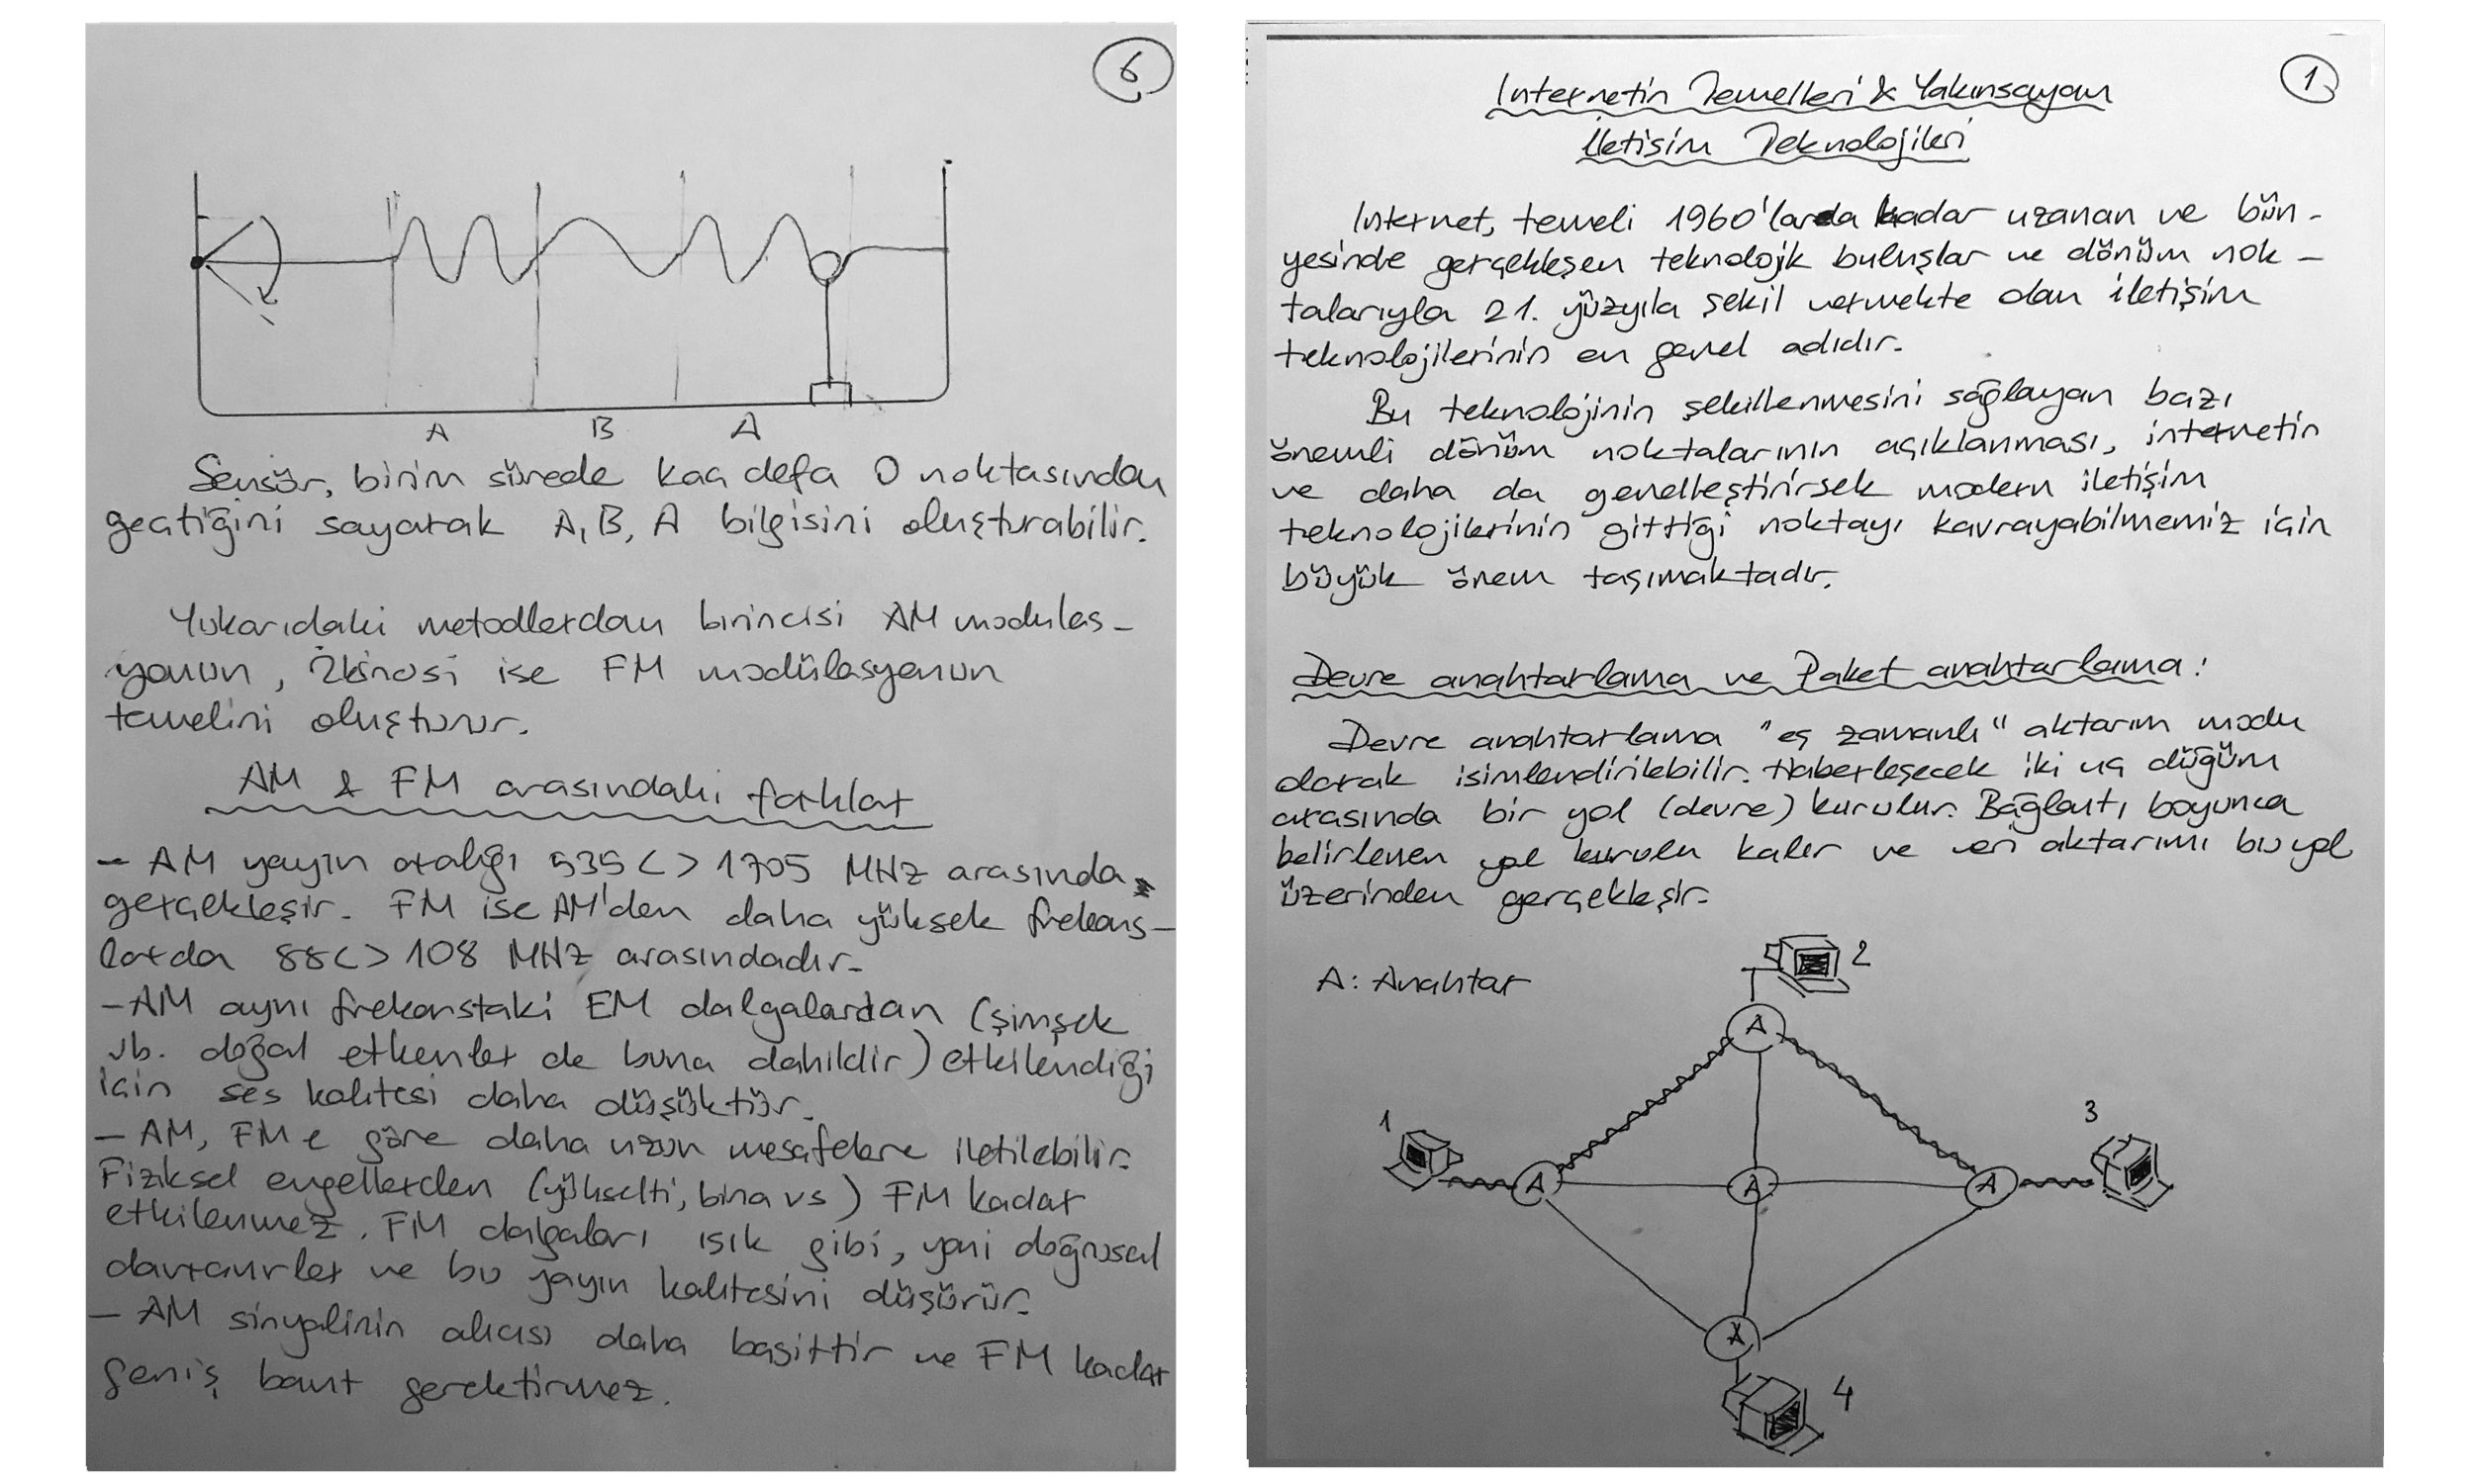 6
A B A
Sensör, birim sürede kaç defa 0 noktasından
geçtiğini sayarak A, B, A bilgisini oluşturabilir.
Yukarıdaki metodlerdan birincisi AM modulas-
yonun, ikincisi ise FM modülasyonun
temelini oluşturur.
AM & FM arasındaki farklar
- AM yayın aralığı 535 <> 1705 MHz arasında
gerçekleşir. FM ise AM'den daha yüksek frekans-
larda 88 <> 108 MHz arasındadır.
- AM aynı frekanstaki EM dalgalardan (şimşek
vb. doğal etkenler de buna dahildir) etkilendiği
için ses kalitesi daha düşüktür.
- AM, FM e göre daha uzun mesafelere iletilebilir.
Fiziksel engellerden (yükselti, bina vs) FM kadar
etkilenmez. FM dalgaları ışık gibi, yani doğrusal
davranırlar ve bu yayın kalitesini düşürür.
- AM sinyalinin alıcısı daha basittir ve FM kadar
geniş bant gerektirmez.
1
Internetin Temelleri & Yakınsayan
İletişim Teknolojileri
Internet, temeli 1960'lara kadar uzanan ve bün-
yesinde gerçekleşen teknolojik buluşlar ve dönüm nok-
talarıyla 21. yüzyıla şekil vermekte olan iletişim
teknolojilerinin en genel adıdır.
Bu teknolojinin şekillenmesini sağlayan bazı
önemli dönüm noktalarının açıklanması, internetin
ve daha da genelleştirirsek modern iletişim
teknolojilerinin gittiği noktayı kavrayabilmemiz için
büyük önem taşımaktadır.
Devre anahtarlama ve Paket anahtarlama:
Devre anahtarlama "eş zamanlı" aktarım modu
olarak isimlendirilebilir. Haberleşecek iki uç düğüm
arasında bir yol (devre) kurulur. Bağlantı boyunca
belirlenen yol kurulu kalır ve veri aktarımı bu yol
üzerinden gerçekleşir.
A: Anahtar
2
A
1
3
A A A
A
4